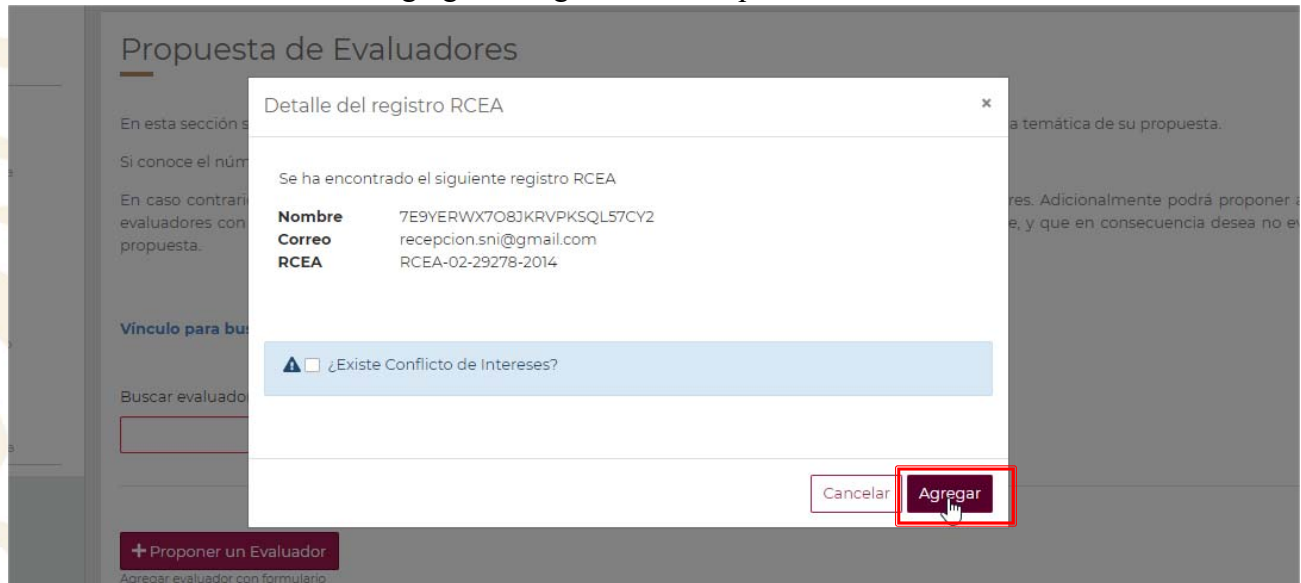 Propuesta de Evaluadores
Detalle del registro RCEA ×
En esta sección s
a temática de su propuesta.
Si conoce el núm
Se ha encontrado el siguiente registro RCEA
En caso contrari
res. Adicionalmente podrá proponer a
Nombre 7E9YERWX7O8JKRVPKSQL57CY2
evaluadores con
e, y que en consecuencia desea no ev
Correo recepcion.sni@gmail.com
propuesta.
RCEA RCEA-02-29278-2014
Vínculo para bus
¿Existe Conflicto de Intereses?
Buscar evaluado
Cancelar Agregar
+ Proponer un Evaluador
Agregar evaluador con formulario